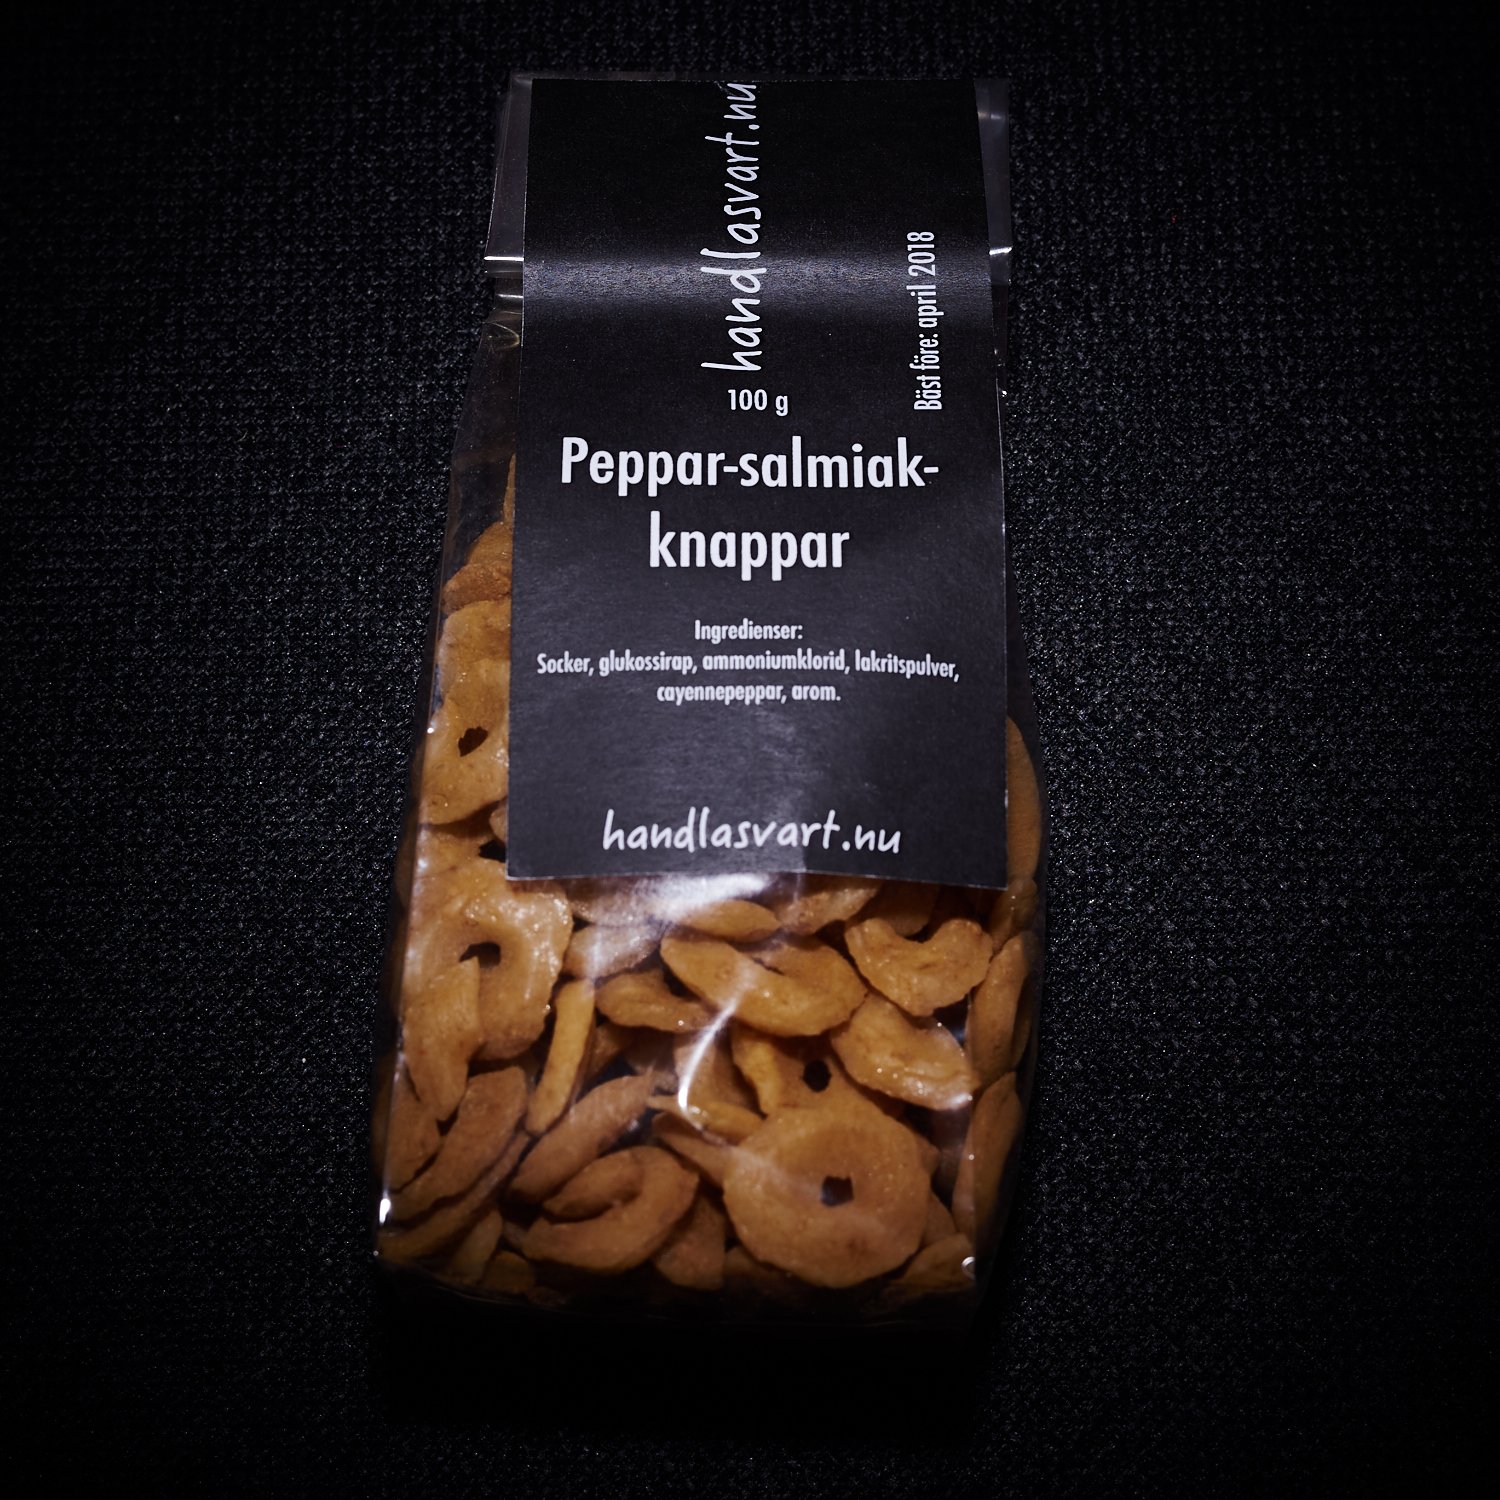 handlasvart.nu
Bäst före: april 2018
100 g
Peppar-salmiak-
knappar
Ingredienser:
Socker, glukossirap, ammoniumklorid, lakritspulver,
cayennepeppar, arom.
handlasvart.nu